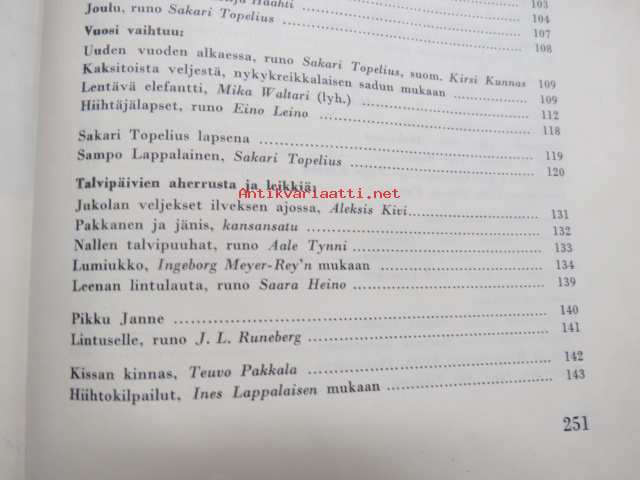 Haahti 103
Joulu, runo Sakari Topelius 104
107
Vuosi vaihtuu: 108
Uuden vuoden alkaessa, runo Sakari Topelius, suom. Kirsi Kunnas 109
Kaksitoista veljestä, nykykreikkalaisen sadun mukaan 109
Lentävä elefantti, Mika Waltari (lyh.) 112
Hiihtäjälapset, runo Eino Leino 118
Sakari Topelius lapsena 119
Sampo Lappalainen, Sakari Topelius 120
Talvipäivien aherrusta ja leikkiä:
Antikvariaatti.net
Jukolan veljekset ilveksen ajossa, Aleksis Kivi 131
Pakkanen ja jänis, kansansatu 132
Nallen talvipuuhat, runo Aale Tynni 133
Lumiukko, Ingeborg Meyer-Rey'n mukaan 134
Leenan lintulauta, runo Saara Heino 139
Pikku Janne 140
Lintuselle, runo J. L. Runeberg 141
Kissan kinnas, Teuvo Pakkala 142
Hiihtokilpailut, Ines Lappalaisen mukaan 143
251